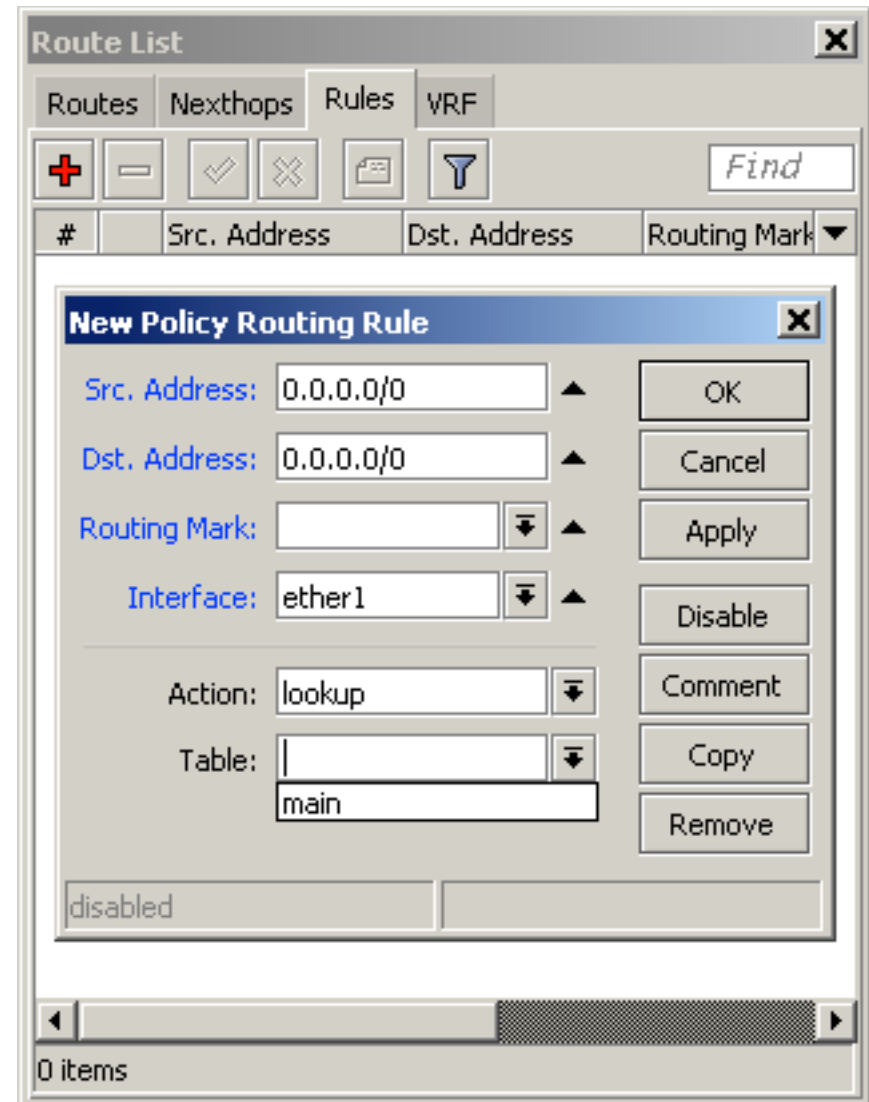 Route List
Routes Nexthops Rules VRF
Find
# Src. Address Dst. Address Routing Mark
New Policy Routing Rule
Src. Address: 0.0.0.0/0 OK
Dst. Address: 0.0.0.0/0 Cancel
Routing Mark: Apply
Interface: ether1 Disable
Action: lookup Comment
Table: Copy
main Remove
disabled
0 items